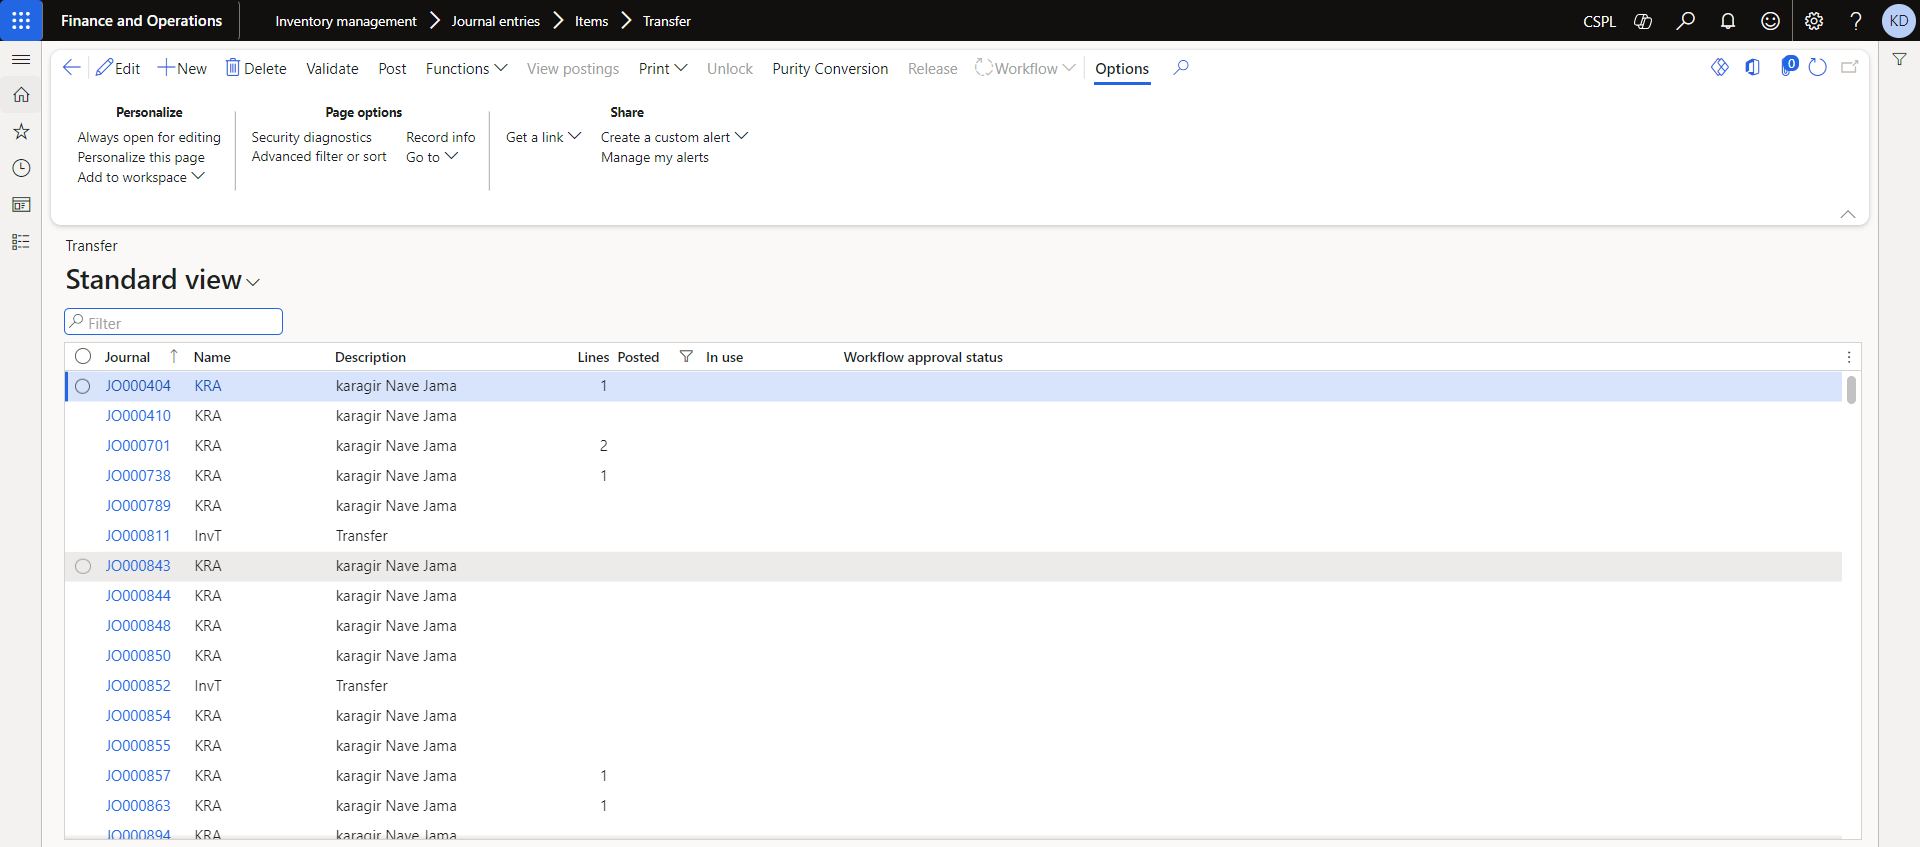 Finance and Operations
Inventory management Journal entries Items Transfer
CSPL
KD
Edit New Delete Validate Post Functions View postings Print Unlock Purity Conversion Release Workflow Options
0
Personalize
Always open for editing
Personalize this page
Add to workspace
Page options
Security diagnostics Record info
Advanced filter or sort Go to
Get a link
Share
Create a custom alert
Manage my alerts
Transfer
Standard view
Filter
Journal Name Description Lines Posted In use Workflow approval status
JO000404 KRA karagir Nave Jama 1
JO000410 KRA karagir Nave Jama
JO000701 KRA karagir Nave Jama 2
JO000738 KRA karagir Nave Jama 1
JO000789 KRA karagir Nave Jama
JO000811 InvT Transfer
JO000843 KRA karagir Nave Jama
JO000844 KRA karagir Nave Jama
JO000848 KRA karagir Nave Jama
JO000850 KRA karagir Nave Jama
JO000852 InvT Transfer
JO000854 KRA karagir Nave Jama
JO000855 KRA karagir Nave Jama
JO000857 KRA karagir Nave Jama 1
JO000863 KRA karagir Nave Jama 1
JO000894 KRA karagir Nave Jama